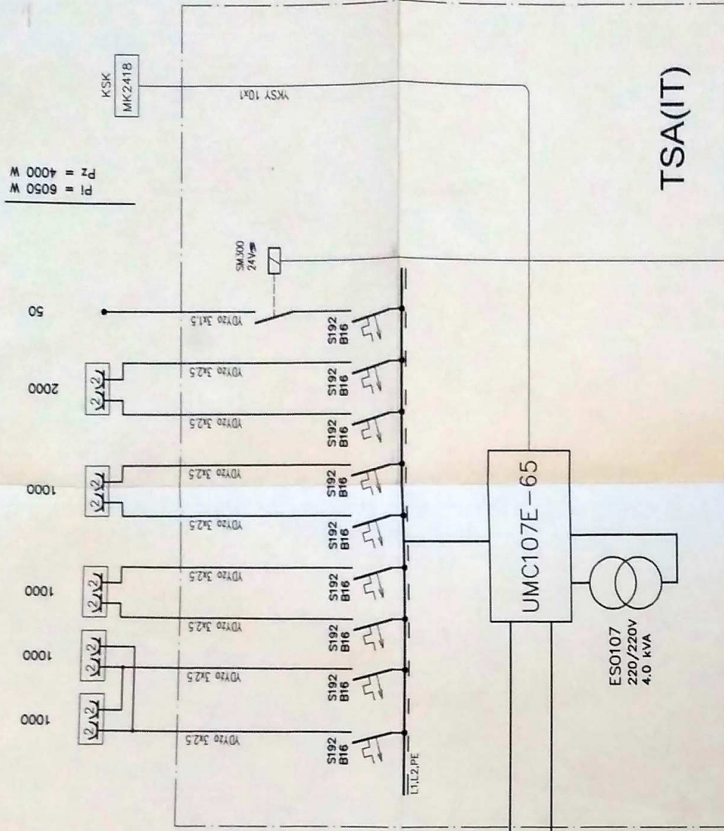 KSK
MK2418
YKSY 10x1
TSA(IT)
Pi = 6050 W
Pz = 4000 W
SM300
24V=
50
2000
1000
1000
1000
1000
YDYżo 3x1.5
YDYżo 3x2.5
YDYżo 3x2.5
YDYżo 3x2.5
YDYżo 3x2.5
YDYżo 3x2.5
YDYżo 3x2.5
YDYżo 3x2.5
YDYżo 3x2.5
S192
B16
S192
B16
S192
B16
S192
B16
S192
B16
S192
B16
S192
B16
S192
B16
S192
B16
L1,L2,PE
UMC107E-65
ES0107
220/220V
4.0 kVA